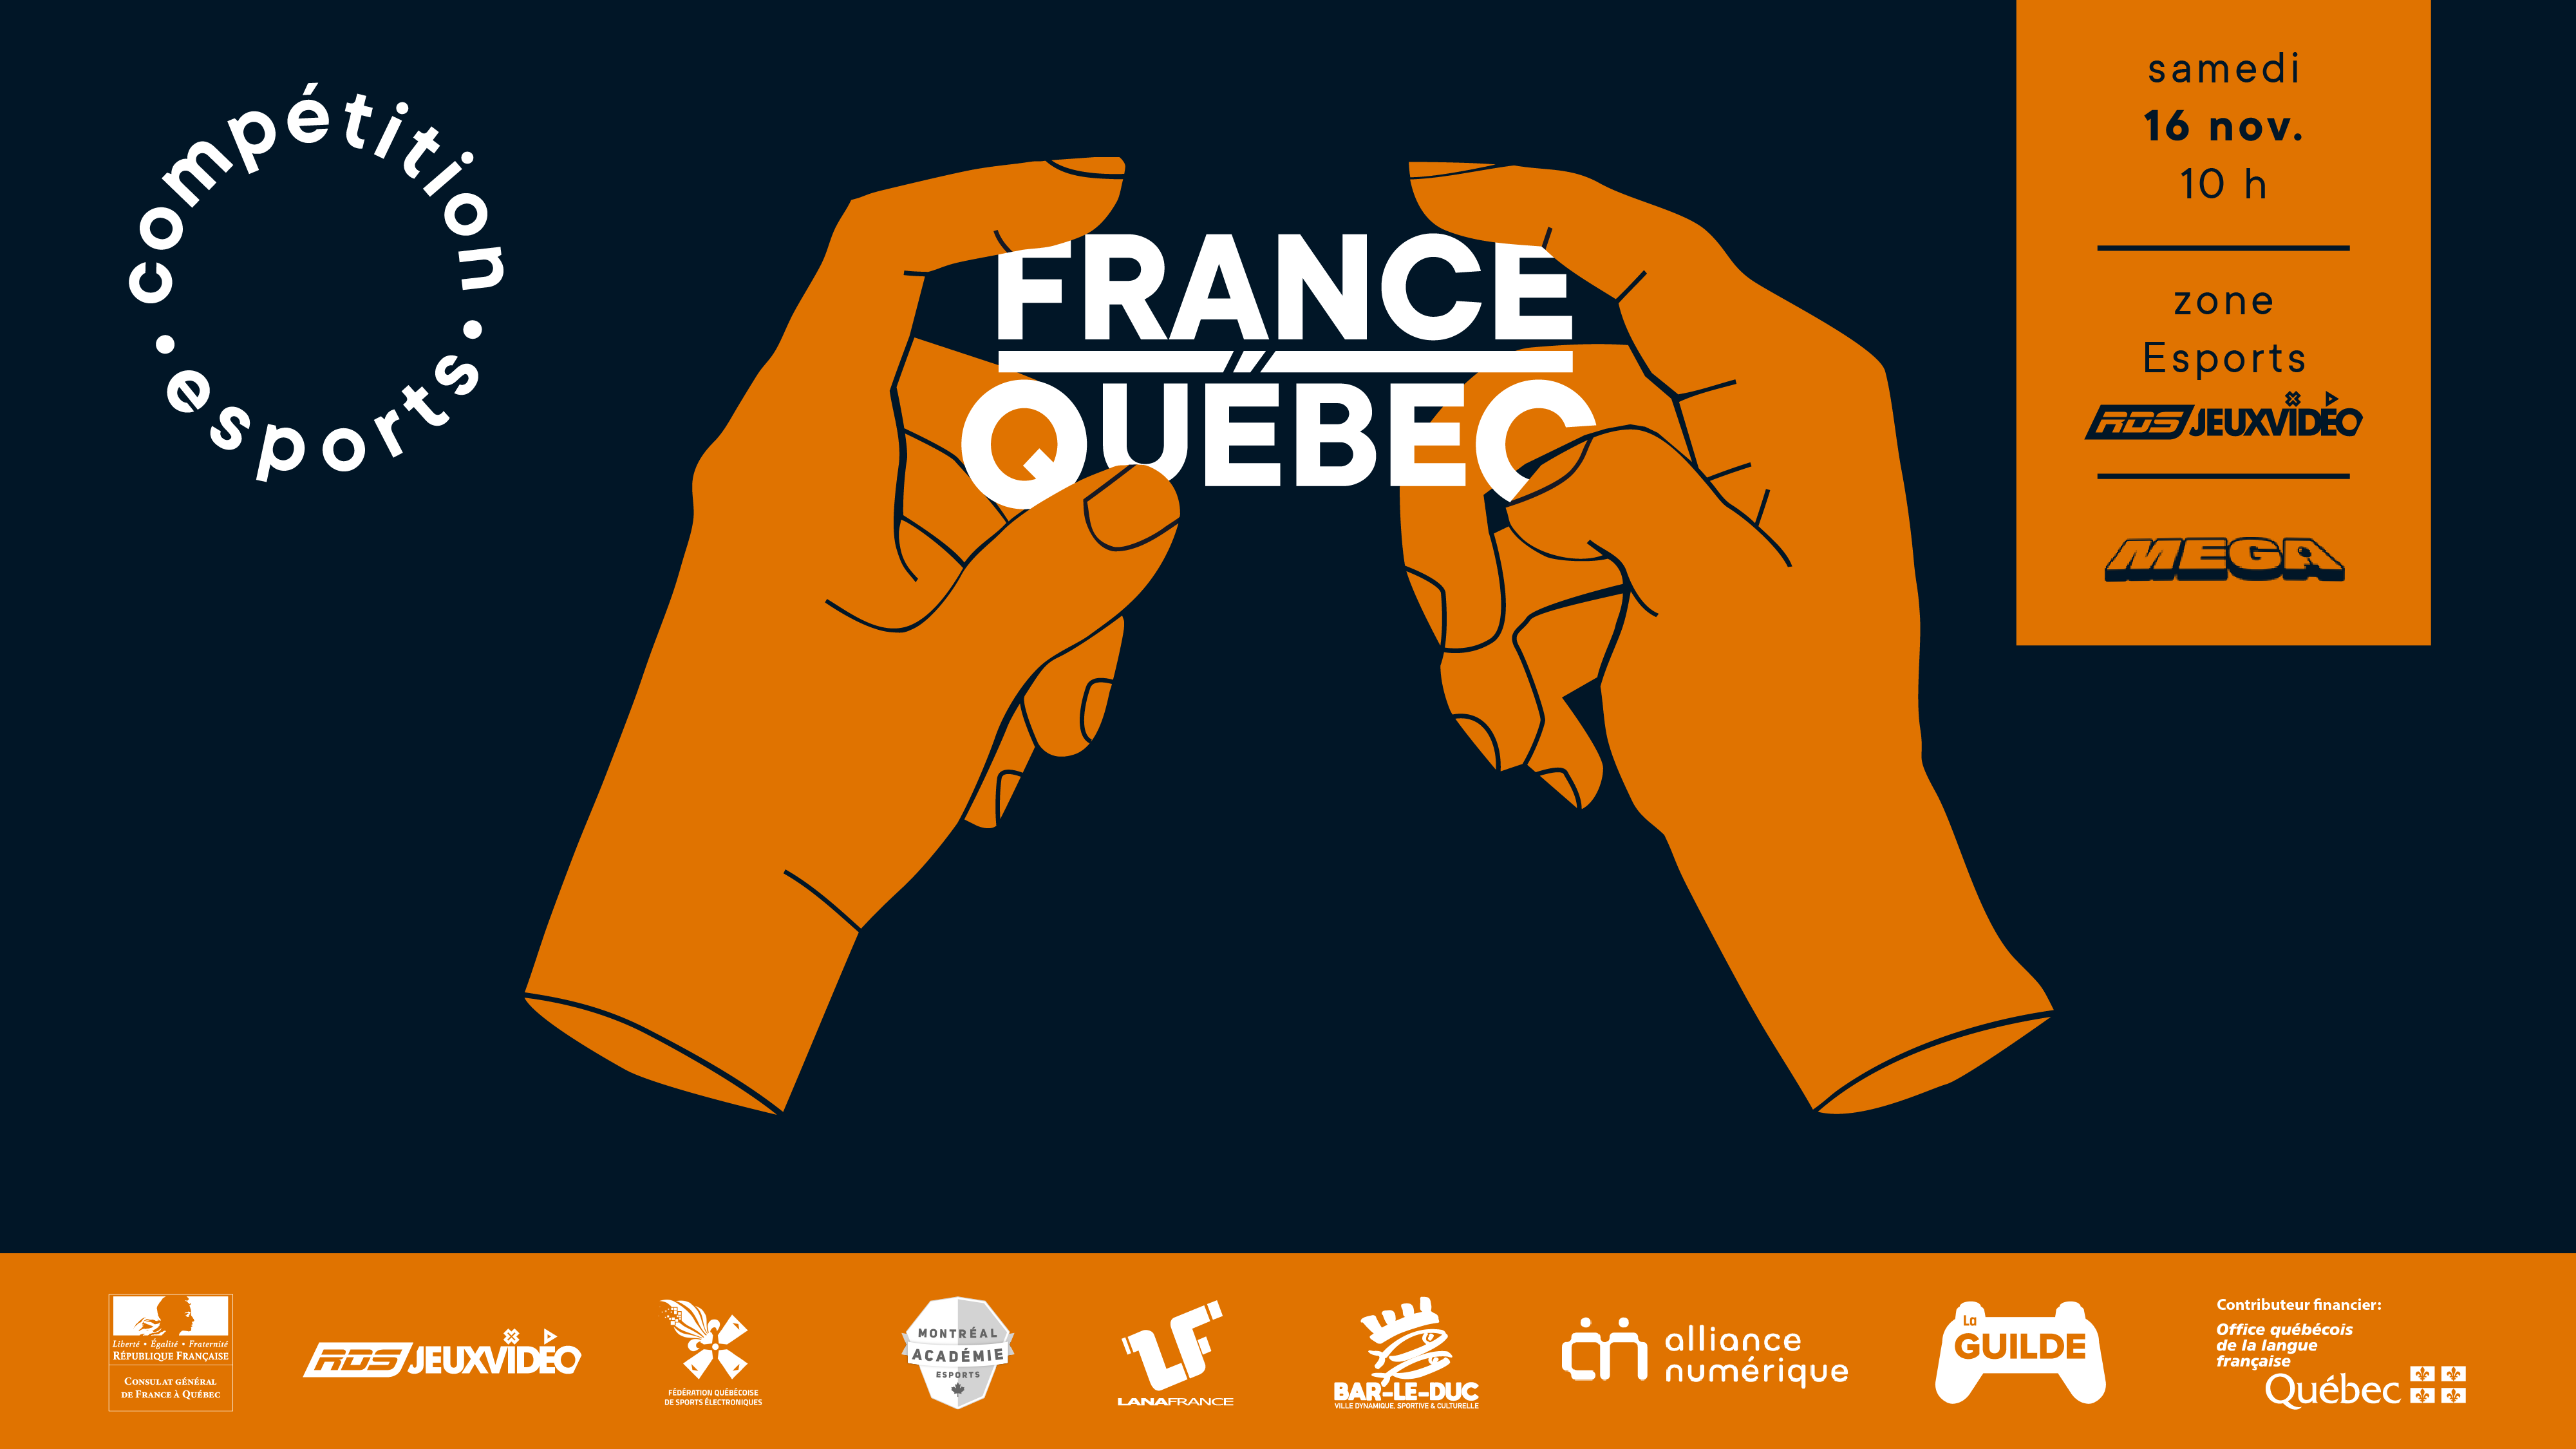 compétition • esports •
FRANCE
QUÉBEC
samedi
16 nov.
10 h
zone
Esports
RDS JEUXVIDÉO
MEGA
Liberté • Égalité • Fraternité
RÉPUBLIQUE FRANÇAISE
CONSULAT GÉNÉRAL
DE FRANCE À QUÉBEC
RDS JEUXVIDÉO
FÉDÉRATION QUÉBÉCOISE
DE SPORTS ÉLECTRONIQUES
MONTRÉAL
ACADÉMIE
ESPORTS
LF
LANAFRANCE
BAR-LE-DUC
VILLE DYNAMIQUE, SPORTIVE & CULTURELLE
alliance
numérique
La
GUILDE
Contributeur financier:
Office québécois
de la langue
française
Québec